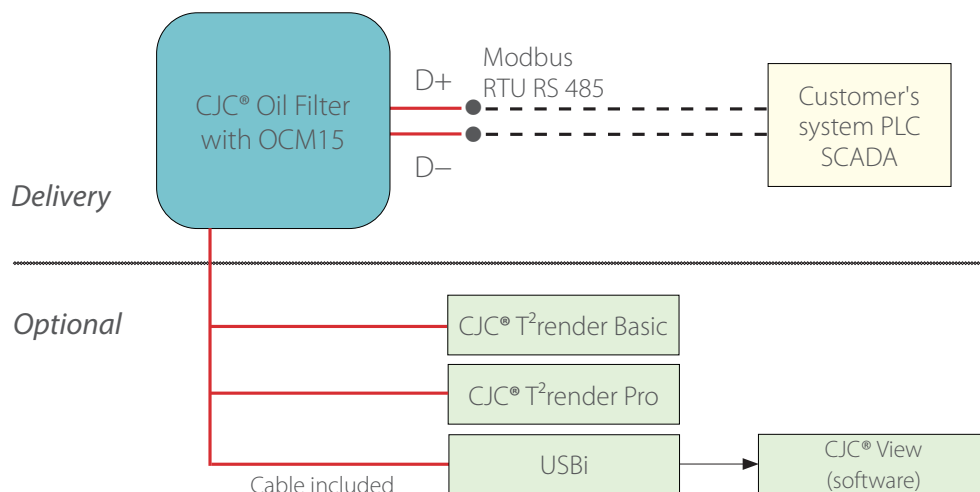 CJC® Oil Filter
with OCM15
D+
D–
Modbus
RTU RS 485
Customer's
system PLC
SCADA
Delivery
Optional
CJC® T²render Basic
CJC® T²render Pro
USBi
Cable included
CJC® View
(software)